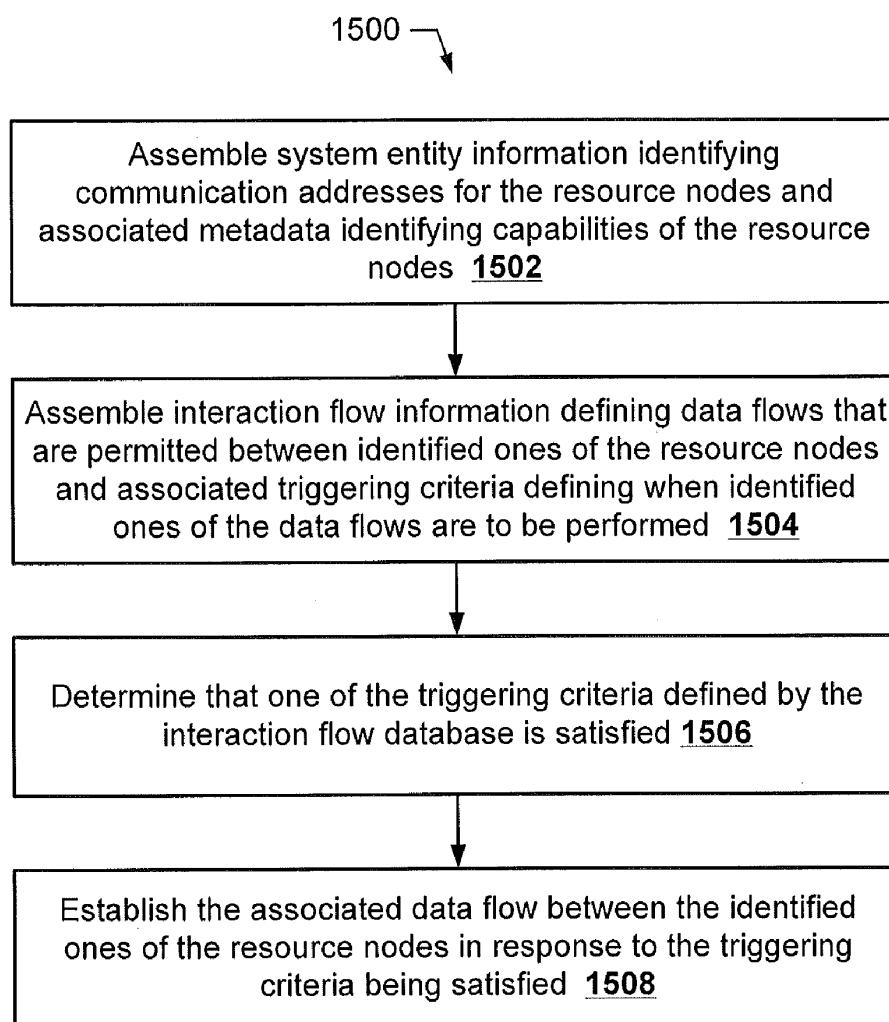 1500
Assemble system entity information identifying
communication addresses for the resource nodes and
associated metadata identifying capabilities of the resource
nodes 1502
Assemble interaction flow information defining data flows that
are permitted between identified ones of the resource nodes
and associated triggering criteria defining when identified
ones of the data flows are to be performed 1504
Determine that one of the triggering criteria defined by the
interaction flow database is satisfied 1506
Establish the associated data flow between the identified
ones of the resource nodes in response to the triggering
criteria being satisfied 1508